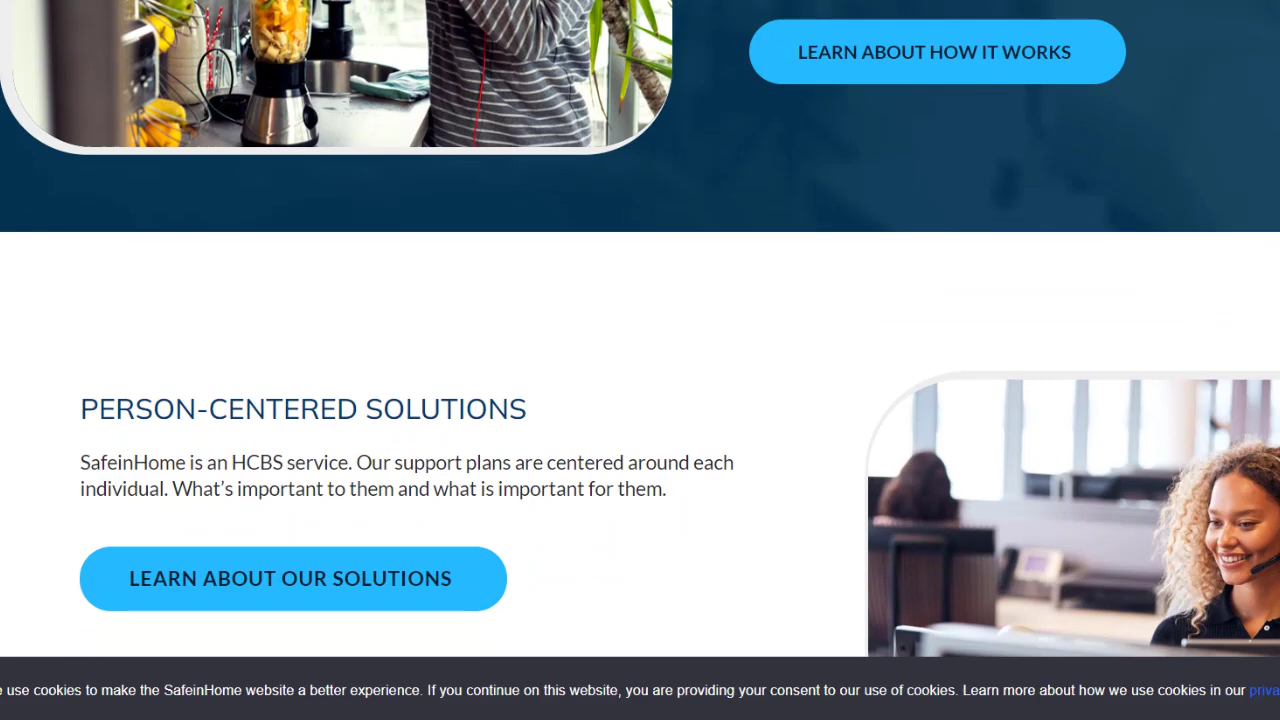 LEARN ABOUT HOW IT WORKS
PERSON-CENTERED SOLUTIONS
SafeinHome is an HCBS service. Our support plans are centered around each
individual. What's important to them and what is important for them.
LEARN ABOUT OUR SOLUTIONS
use cookies to make the SafeinHome website a better experience. If you continue on this website, you are providing your consent to our use of cookies. Learn more about how we use cookies in our priva